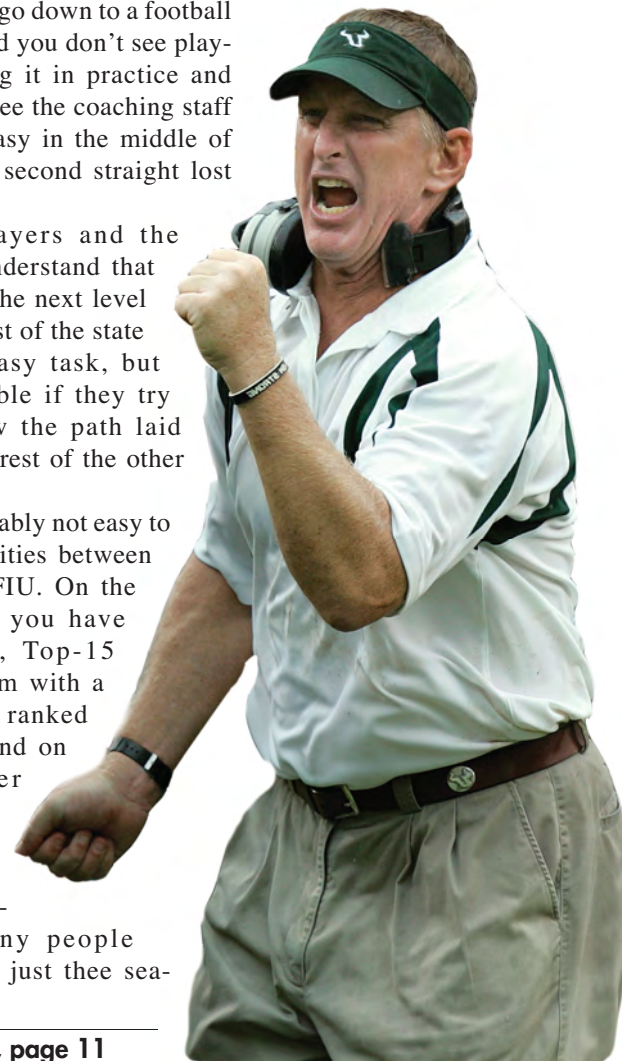 go down to a football
d you don't see play-
g it in practice and
ee the coaching staff
asy in the middle of
second straight lost
ayers and the
nderstand that
he next level
st of the state
asy task, but
ble if they try
w the path laid
rest of the other
ably not easy to
ities between
FIU. On the
you have
, Top-15
m with a
ranked
nd on
er
-
ny people
just thee sea-
, page 11